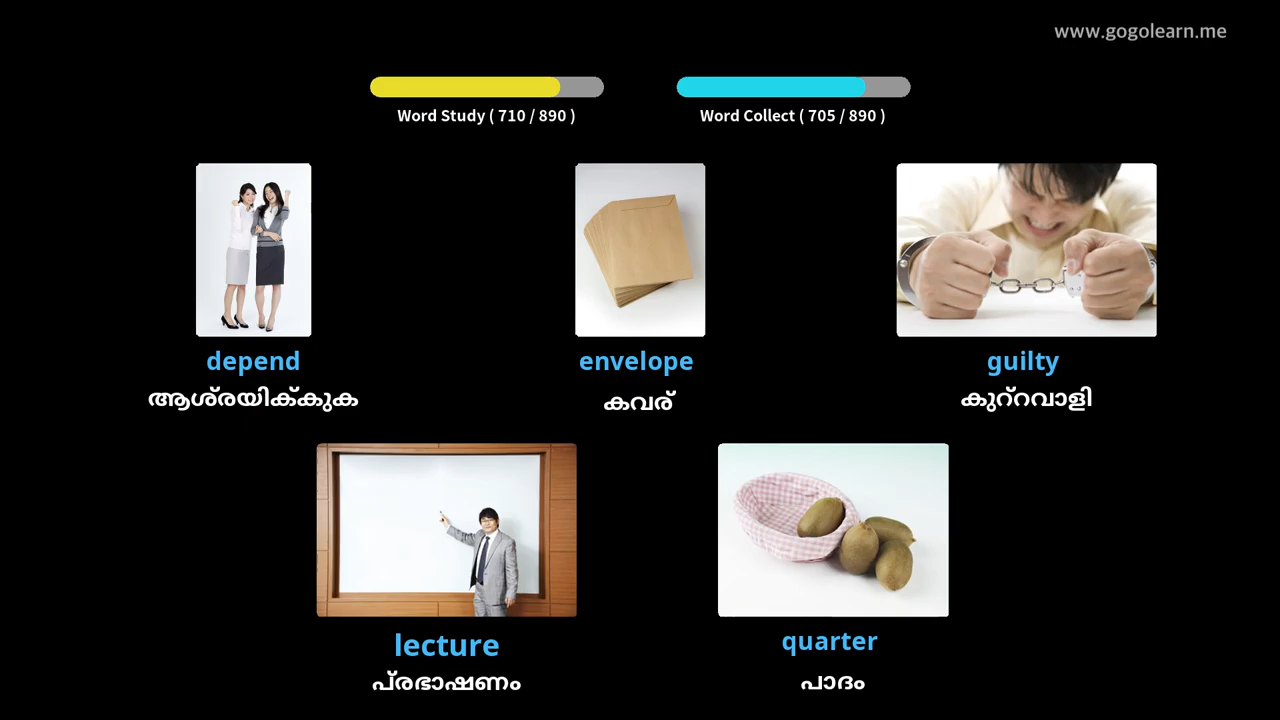 www.gogolearn.me
Word Study ( 710 / 890 )
Word Collect ( 705 / 890 )
depend
ആശ്രയിക്കുക
envelope
കവര്
guilty
കുറ്റവാളി
lecture
പ്രഭാഷണം
quarter
പാദം